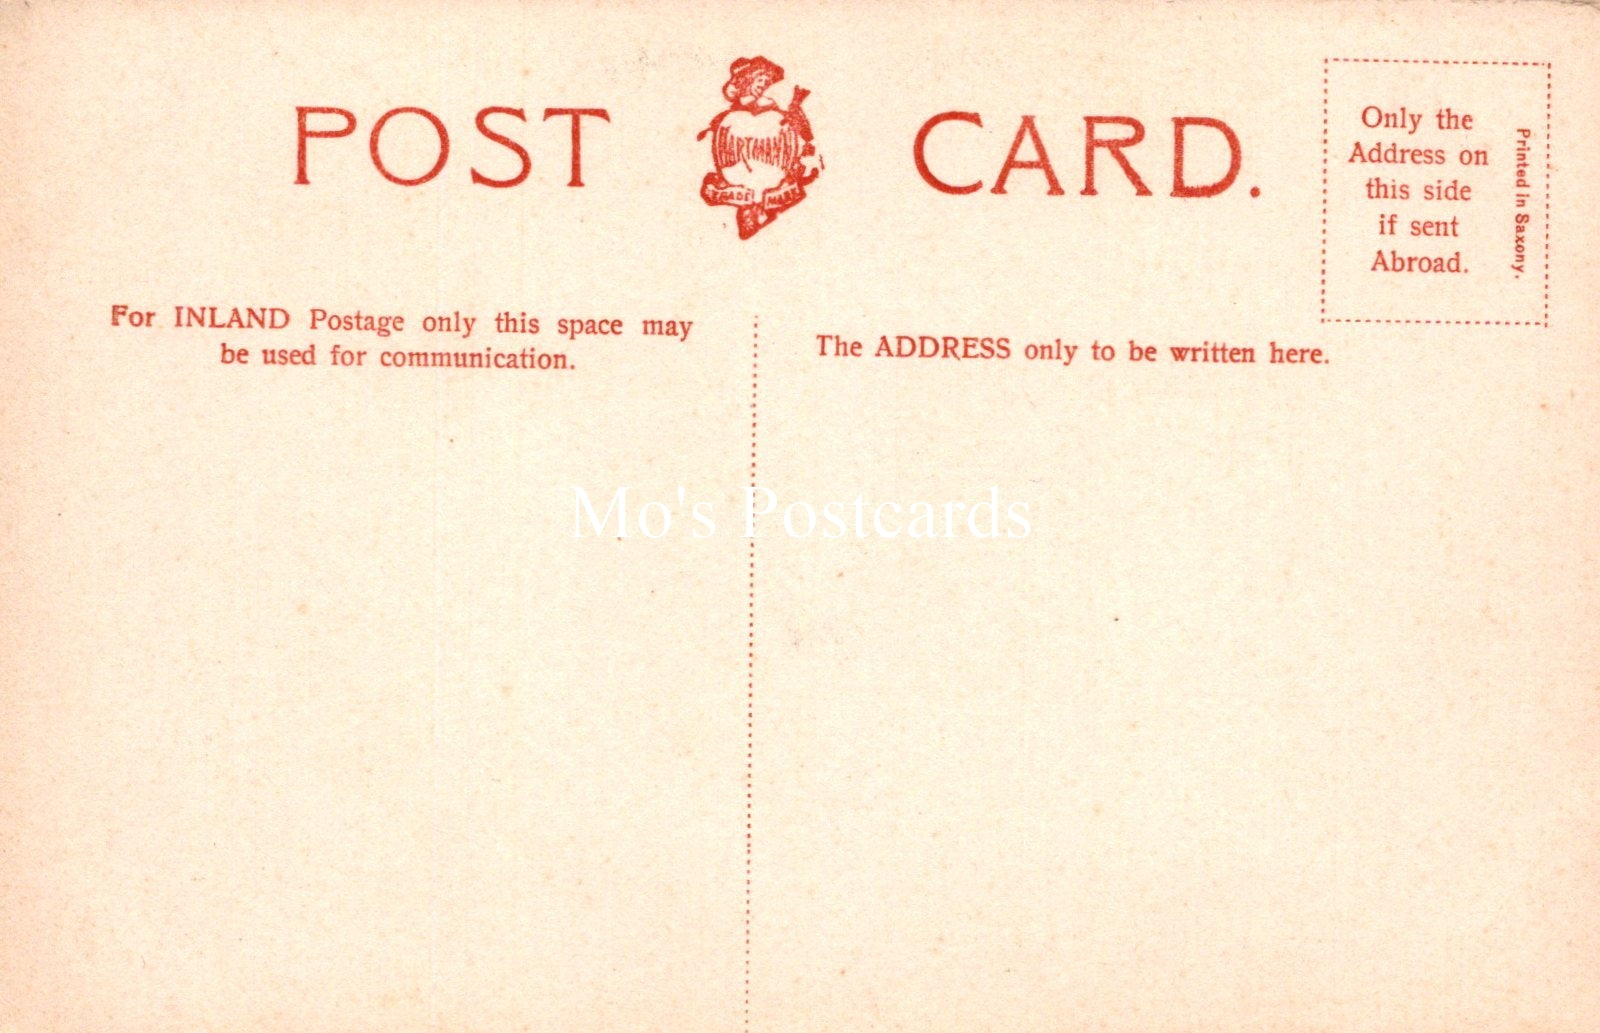 POST CARD.
HARTMANN
TRADE MARK
Only the
Address on
this side
if sent
Abroad.
Printed in Saxony.
For INLAND Postage only this space may
be used for communication.
The ADDRESS only to be written here.
Mo's Postcards